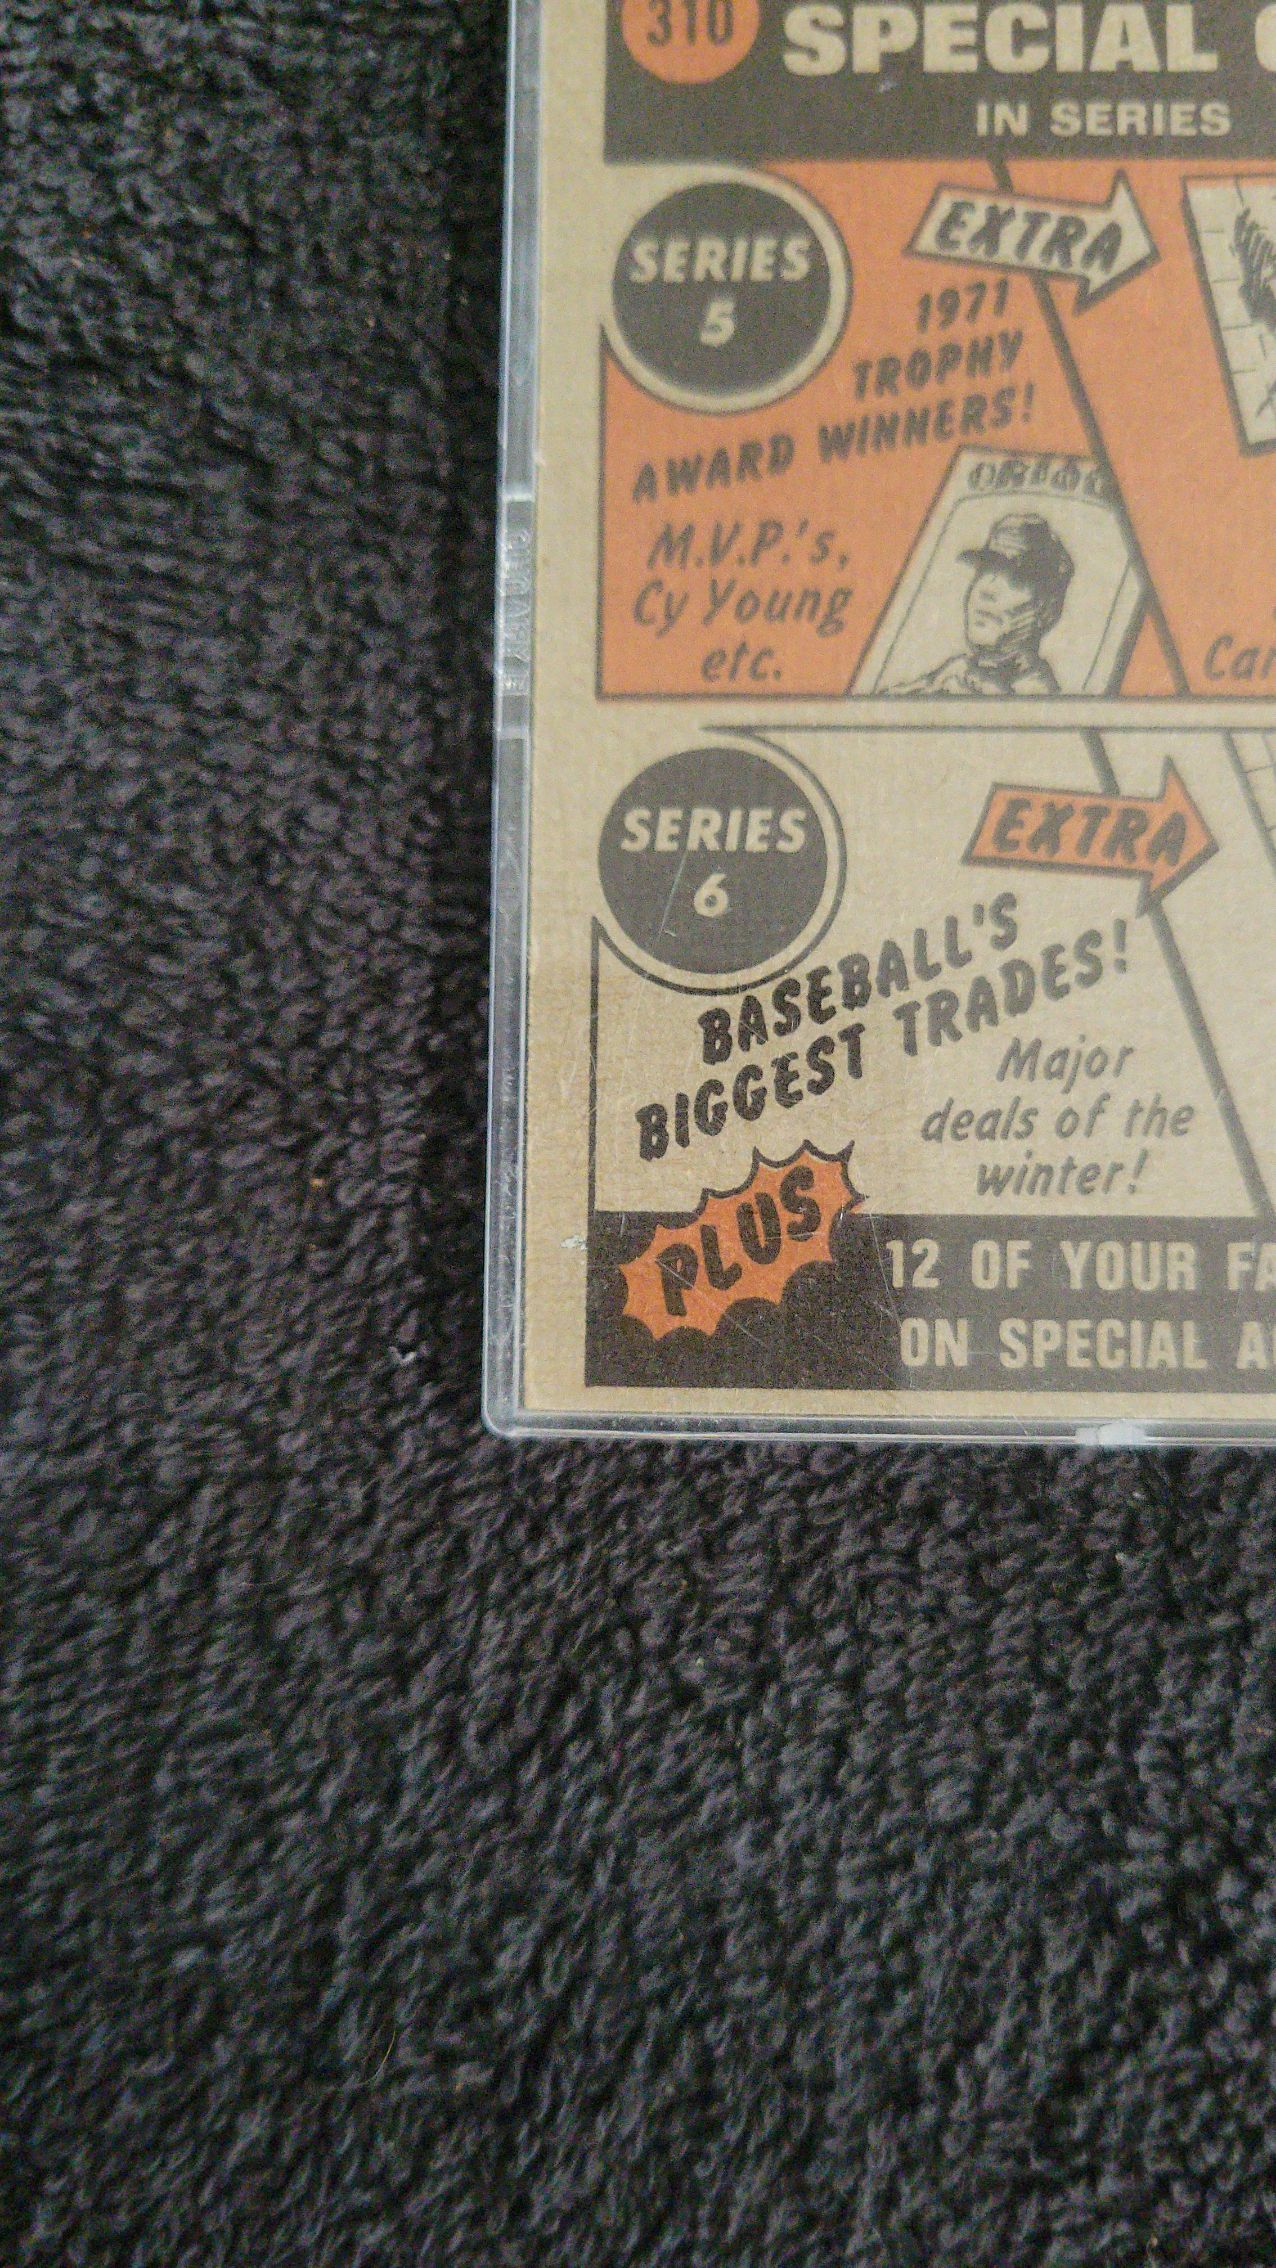 310
SPECIAL
IN SERIES
SERIES
5
EXTRA
1971
TROPHY
AWARD WINNERS!
M.V.P.'s,
Cy Young
etc.
SERIES
6
EXTRA
BASEBALL'S
BIGGEST TRADES!
Major
deals of the
winter!
PLUS
12 OF YOUR FA
ON SPECIAL A